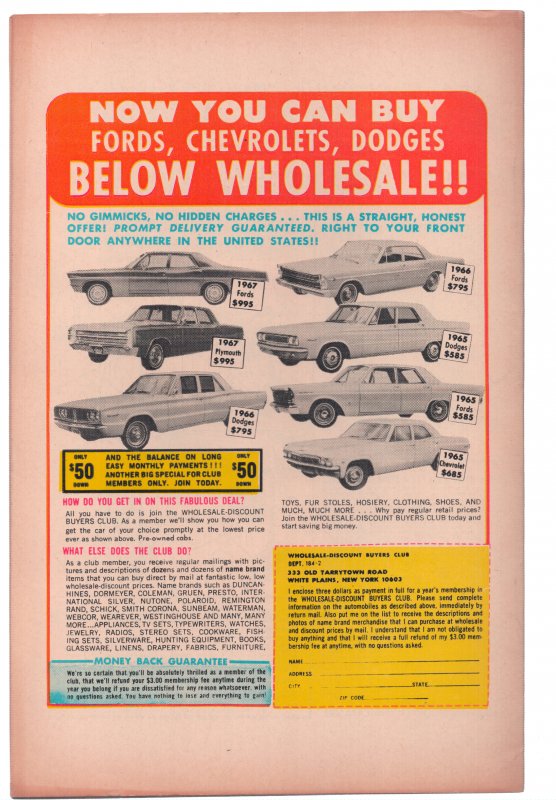 NOW YOU CAN BUY
FORDS, CHEVROLETS, DODGES
BELOW WHOLESALE!!
NO GIMMICKS, NO HIDDEN CHARGES . . . THIS IS A STRAIGHT, HONEST
OFFER! PROMPT DELIVERY GUARANTEED. RIGHT TO YOUR FRONT
DOOR ANYWHERE IN THE UNITED STATES!!
1967
Fords
$995
1966
Fords
$795
1967
Plymouth
$995
1965
Dodges
$585
1966
Dodges
$795
1965
Fords
$585
1965
Chevrolet
$685
ONLY
$50
DOWN
AND THE BALANCE ON LONG
EASY MONTHLY PAYMENTS!!!
ANOTHER BIG SPECIAL FOR CLUB
MEMBERS ONLY. JOIN TODAY.
ONLY
$50
DOWN
HOW DO YOU GET IN ON THIS FABULOUS DEAL?
All you have to do is join the WHOLESALE-DISCOUNT
BUYERS CLUB. As a member we'll show you how you can
get the car of your choice promptly at the lowest price
ever as shown above. Pre-owned cabs.
WHAT ELSE DOES THE CLUB DO?
As a club member, you receive regular mailings with pic-
tures and descriptions of dozens and dozens of name brand
items that you can buy direct by mail at fantastic low, low
wholesale-discount prices. Name brands such as DUNCAN-
HINES, DORMEYER, COLEMAN, GRUEN, PRESTO, INTER-
NATIONAL SILVER, NUTONE, POLAROID, REMINGTON
RAND, SCHICK, SMITH CORONA, SUNBEAM, WATERMAN,
WEBCOR, WEAREVER, WESTINGHOUSE AND MANY, MANY
MORE...APPLIANCES, TV SETS, TYPEWRITERS, WATCHES,
JEWELRY, RADIOS, STEREO SETS, COOKWARE, FISH-
ING SETS, SILVERWARE, HUNTING EQUIPMENT, BOOKS,
GLASSWARE, LINENS, DRAPERY, FABRICS, FURNITURE,
TOYS, FUR STOLES, HOSIERY, CLOTHING, SHOES, AND
MUCH, MUCH MORE . . . Why pay regular retail prices?
Join the WHOLESALE-DISCOUNT BUYERS CLUB today and
start saving big money.
MONEY BACK GUARANTEE
We're so certain that you'll be absolutely thrilled as a member of the
club, that we'll refund your $3.00 membership fee anytime during the
year you belong if you are dissatisfied for any reason whatsoever, with
no questions asked. You have nothing to lose and everything to gain!
WHOLESALE-DISCOUNT BUYERS CLUB
DEPT. 184-2
333 OLD TARRYTOWN ROAD
WHITE PLAINS, NEW YORK 10603
I enclose three dollars as payment in full for a year's membership in
the WHOLESALE-DISCOUNT BUYERS CLUB. Please send complete
information on the automobiles as described above, immediately by
return mail. Also put me on the list to receive the descriptions and
photos of name brand merchandise that I can purchase at wholesale
and discount prices by mail. I understand I am not obligated to
buy anything and that I will receive a full refund of my $3.00 mem-
bership fee at anytime, with no questions asked.
NAME
ADDRESS
CITY STATE
ZIP CODE